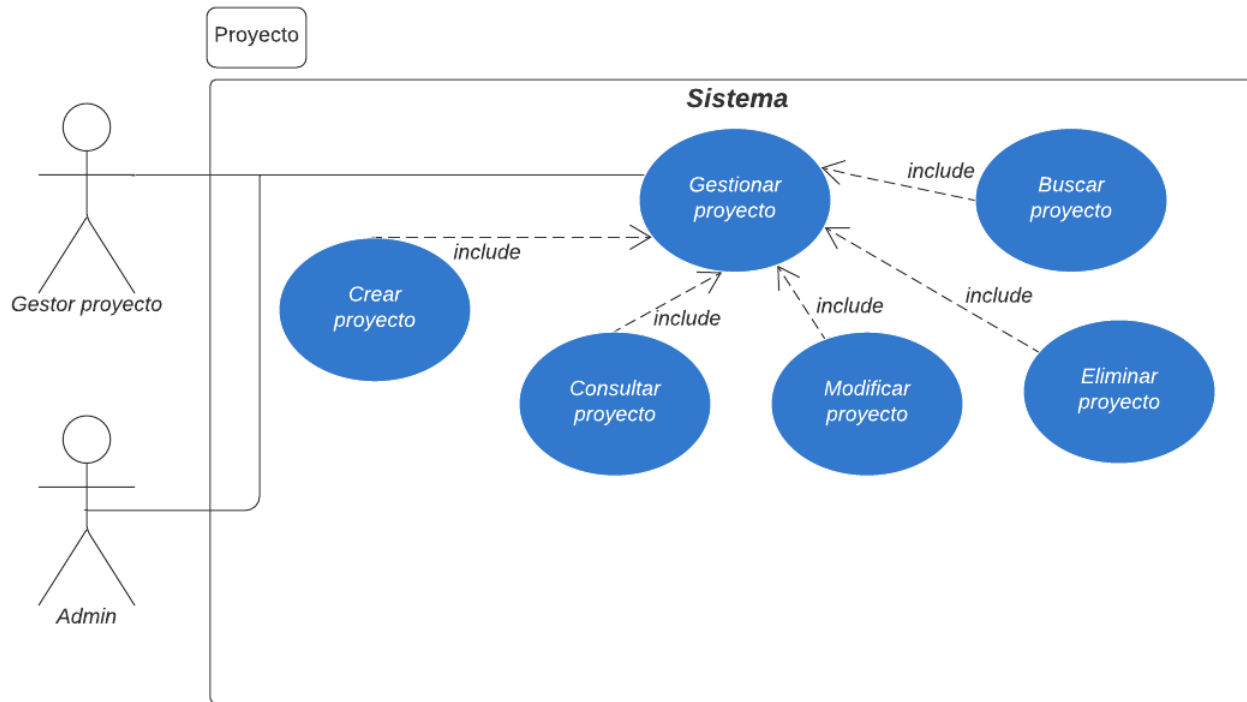 Proyecto
Sistema
Gestionar
proyecto
include
Buscar
proyecto
include
Gestor proyecto
Crear
proyecto
include
include
include
Consultar
proyecto
Modificar
proyecto
Eliminar
proyecto
Admin